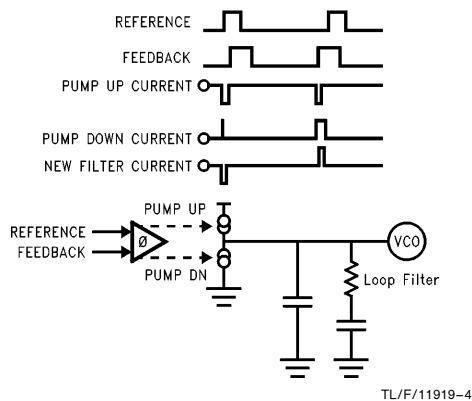 REFERENCE
FEEDBACK
PUMP UP CURRENT
PUMP DOWN CURRENT
NEW FILTER CURRENT
PUMP UP
REFERENCE
FEEDBACK
Ø
VCO
PUMP DN
Loop Filter
TL/F/11919–4